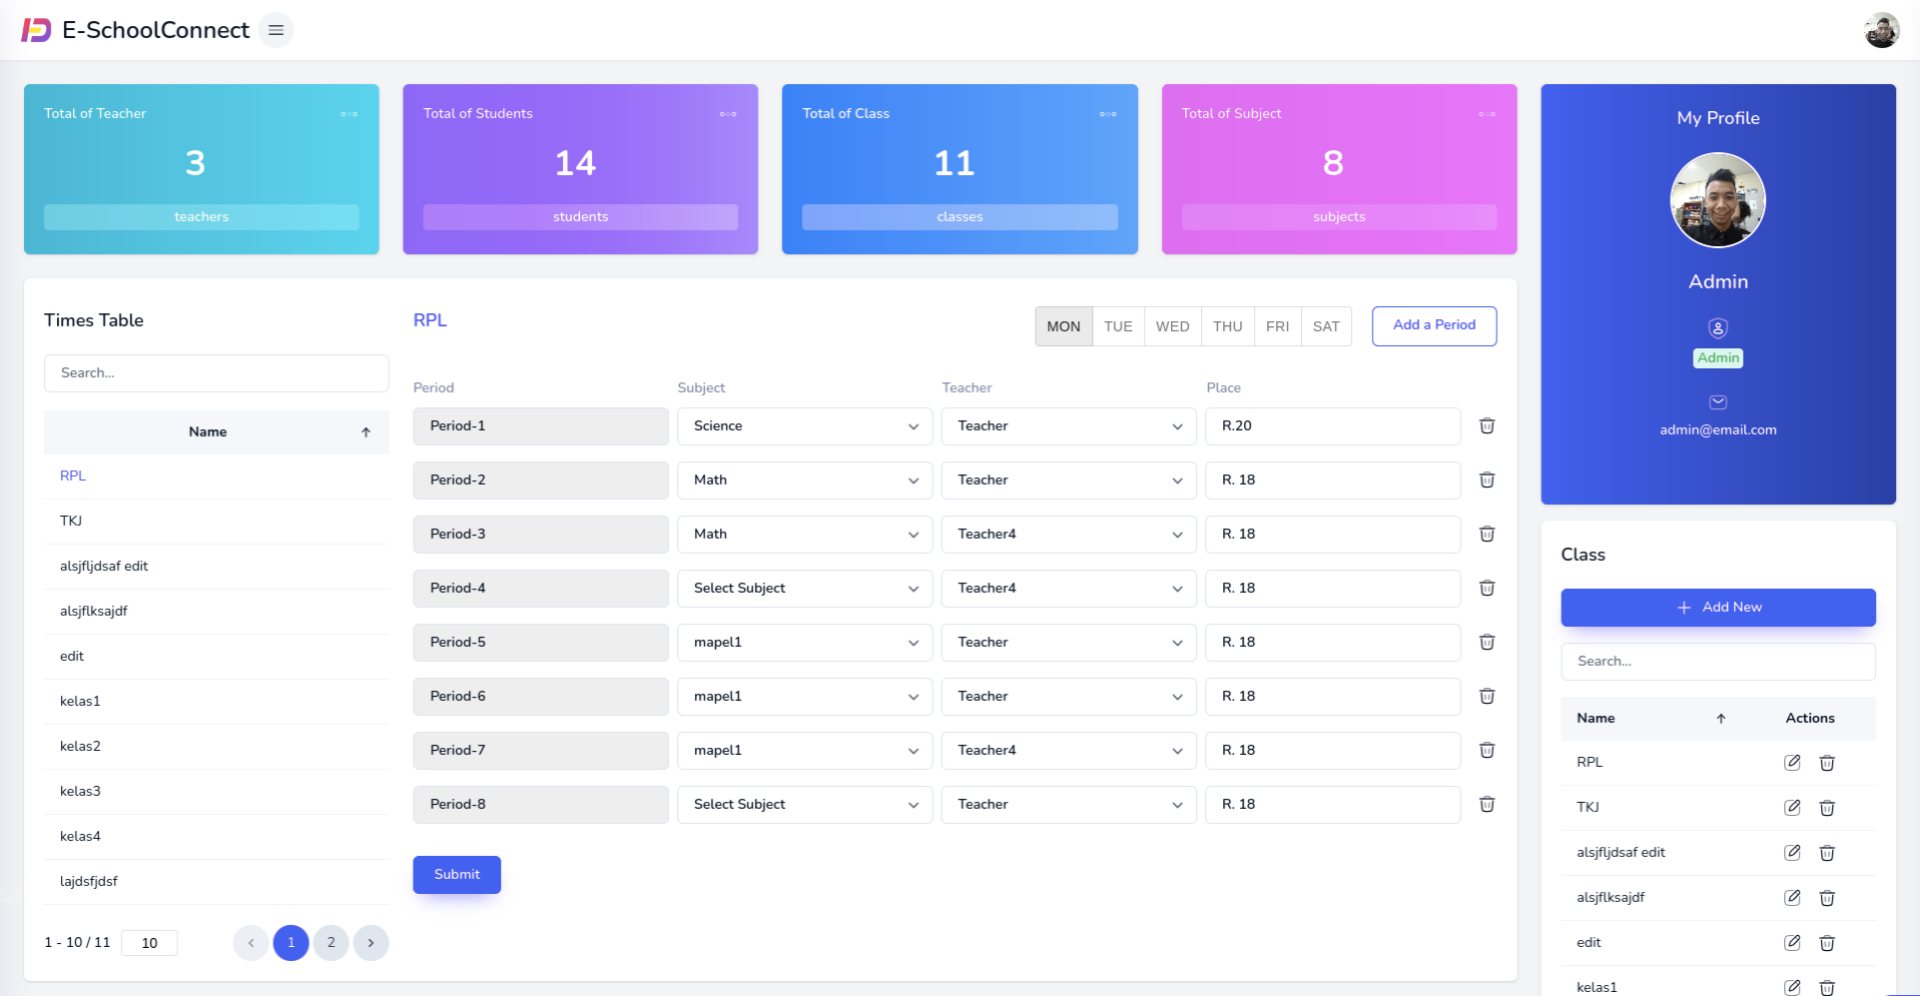 E-SchoolConnect
Total of Teacher
3
teachers
Total of Students
14
students
Total of Class
11
classes
Total of Subject
8
subjects
My Profile
Admin
Admin
admin@email.com
Times Table
Search...
Name
RPL
TKJ
alsjfljdsaf edit
alsjflksajdf
edit
kelas1
kelas2
kelas3
kelas4
lajdsfjdsf
1 - 10 / 11 10 1 2
RPL
MON TUE WED THU FRI SAT Add a Period
Period Subject Teacher Place
Period-1 Science Teacher R.20
Period-2 Math Teacher R. 18
Period-3 Math Teacher4 R. 18
Period-4 Select Subject Teacher4 R. 18
Period-5 mapel1 Teacher R. 18
Period-6 mapel1 Teacher R. 18
Period-7 mapel1 Teacher4 R. 18
Period-8 Select Subject Teacher R. 18
Submit
Class
+ Add New
Search...
Name Actions
RPL
TKJ
alsjfljdsaf edit
alsjflksajdf
edit
kelas1